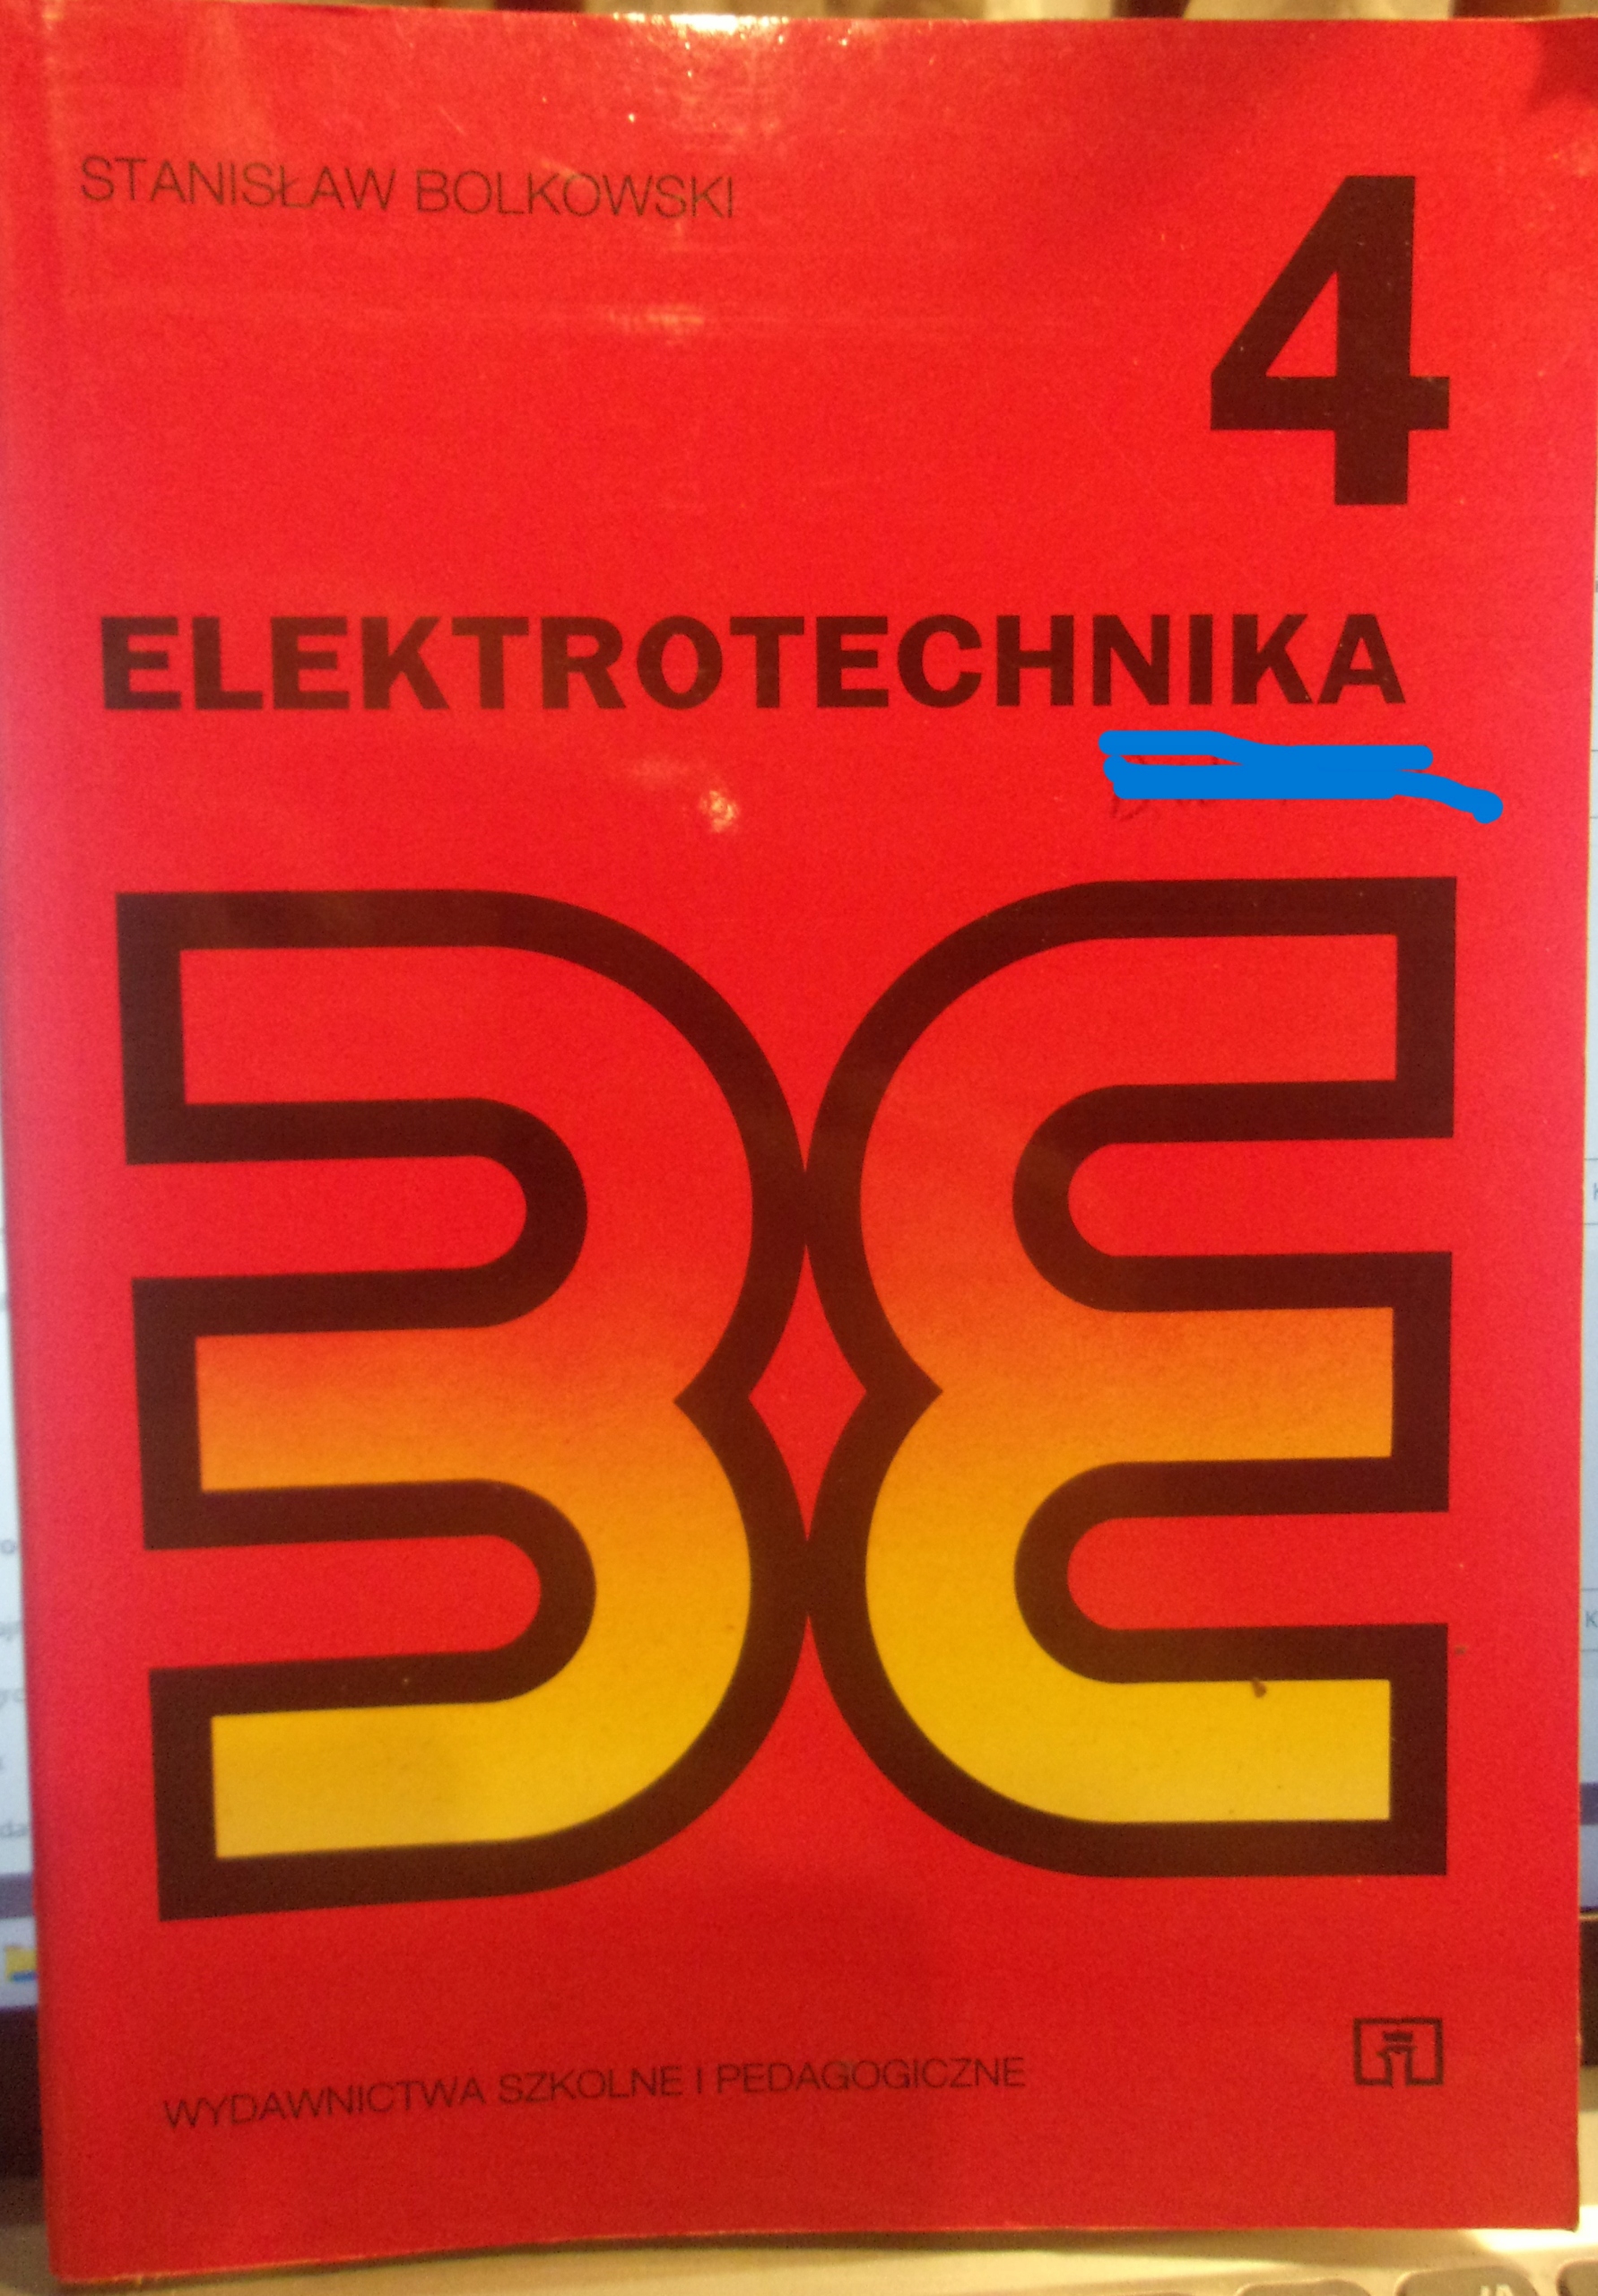 STANISŁAW BOLKOWSKI
4
ELEKTROTECHNIKA
WYDAWNICTWA SZKOLNE I PEDAGOGICZNE